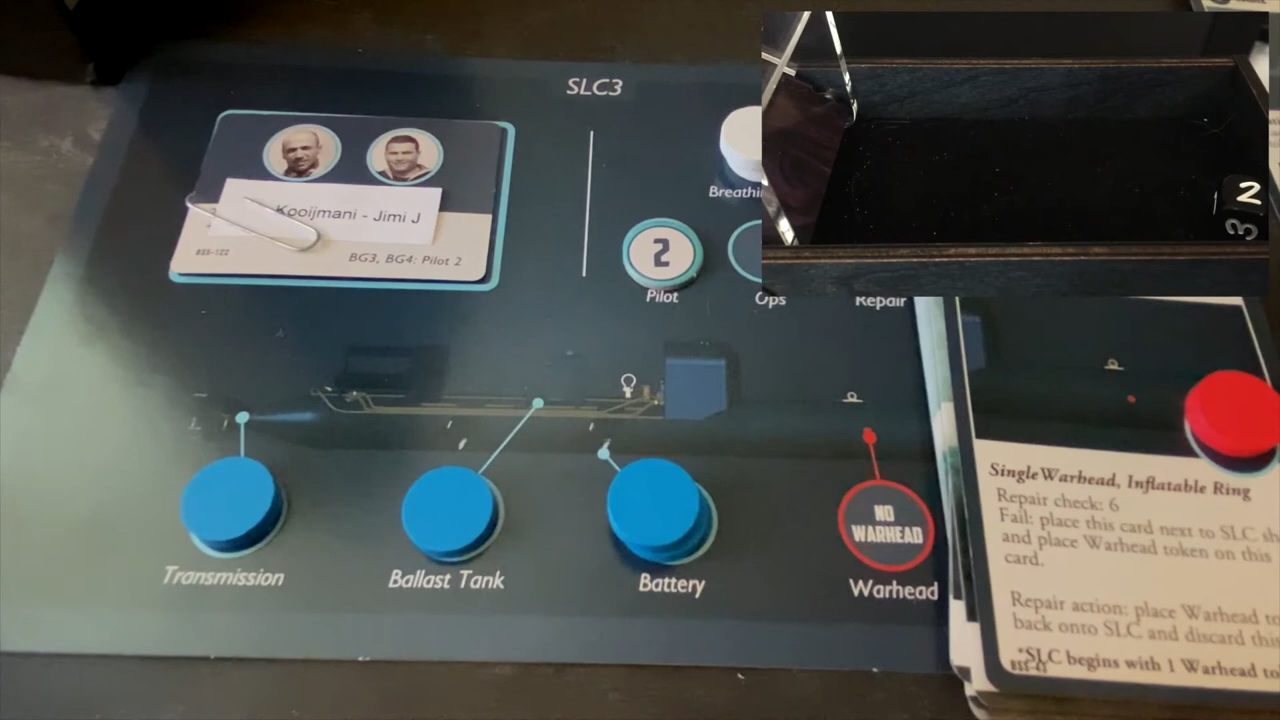 SLC3
Kooijmani - Jimi J
BSS-122
BG3, BG4: Pilot 2
2
Pilot
Ops
Repair
2
3
Transmission
Ballast Tank
Battery
NO
WARHEAD
Warhead
Single Warhead, Inflatable Ring
Repair check: 6
Fail: place this card next to SLC
and place Warhead token on this
card.
Repair action: place Warhead
back onto SLC and discard
*SLC begins with 1 Warhead